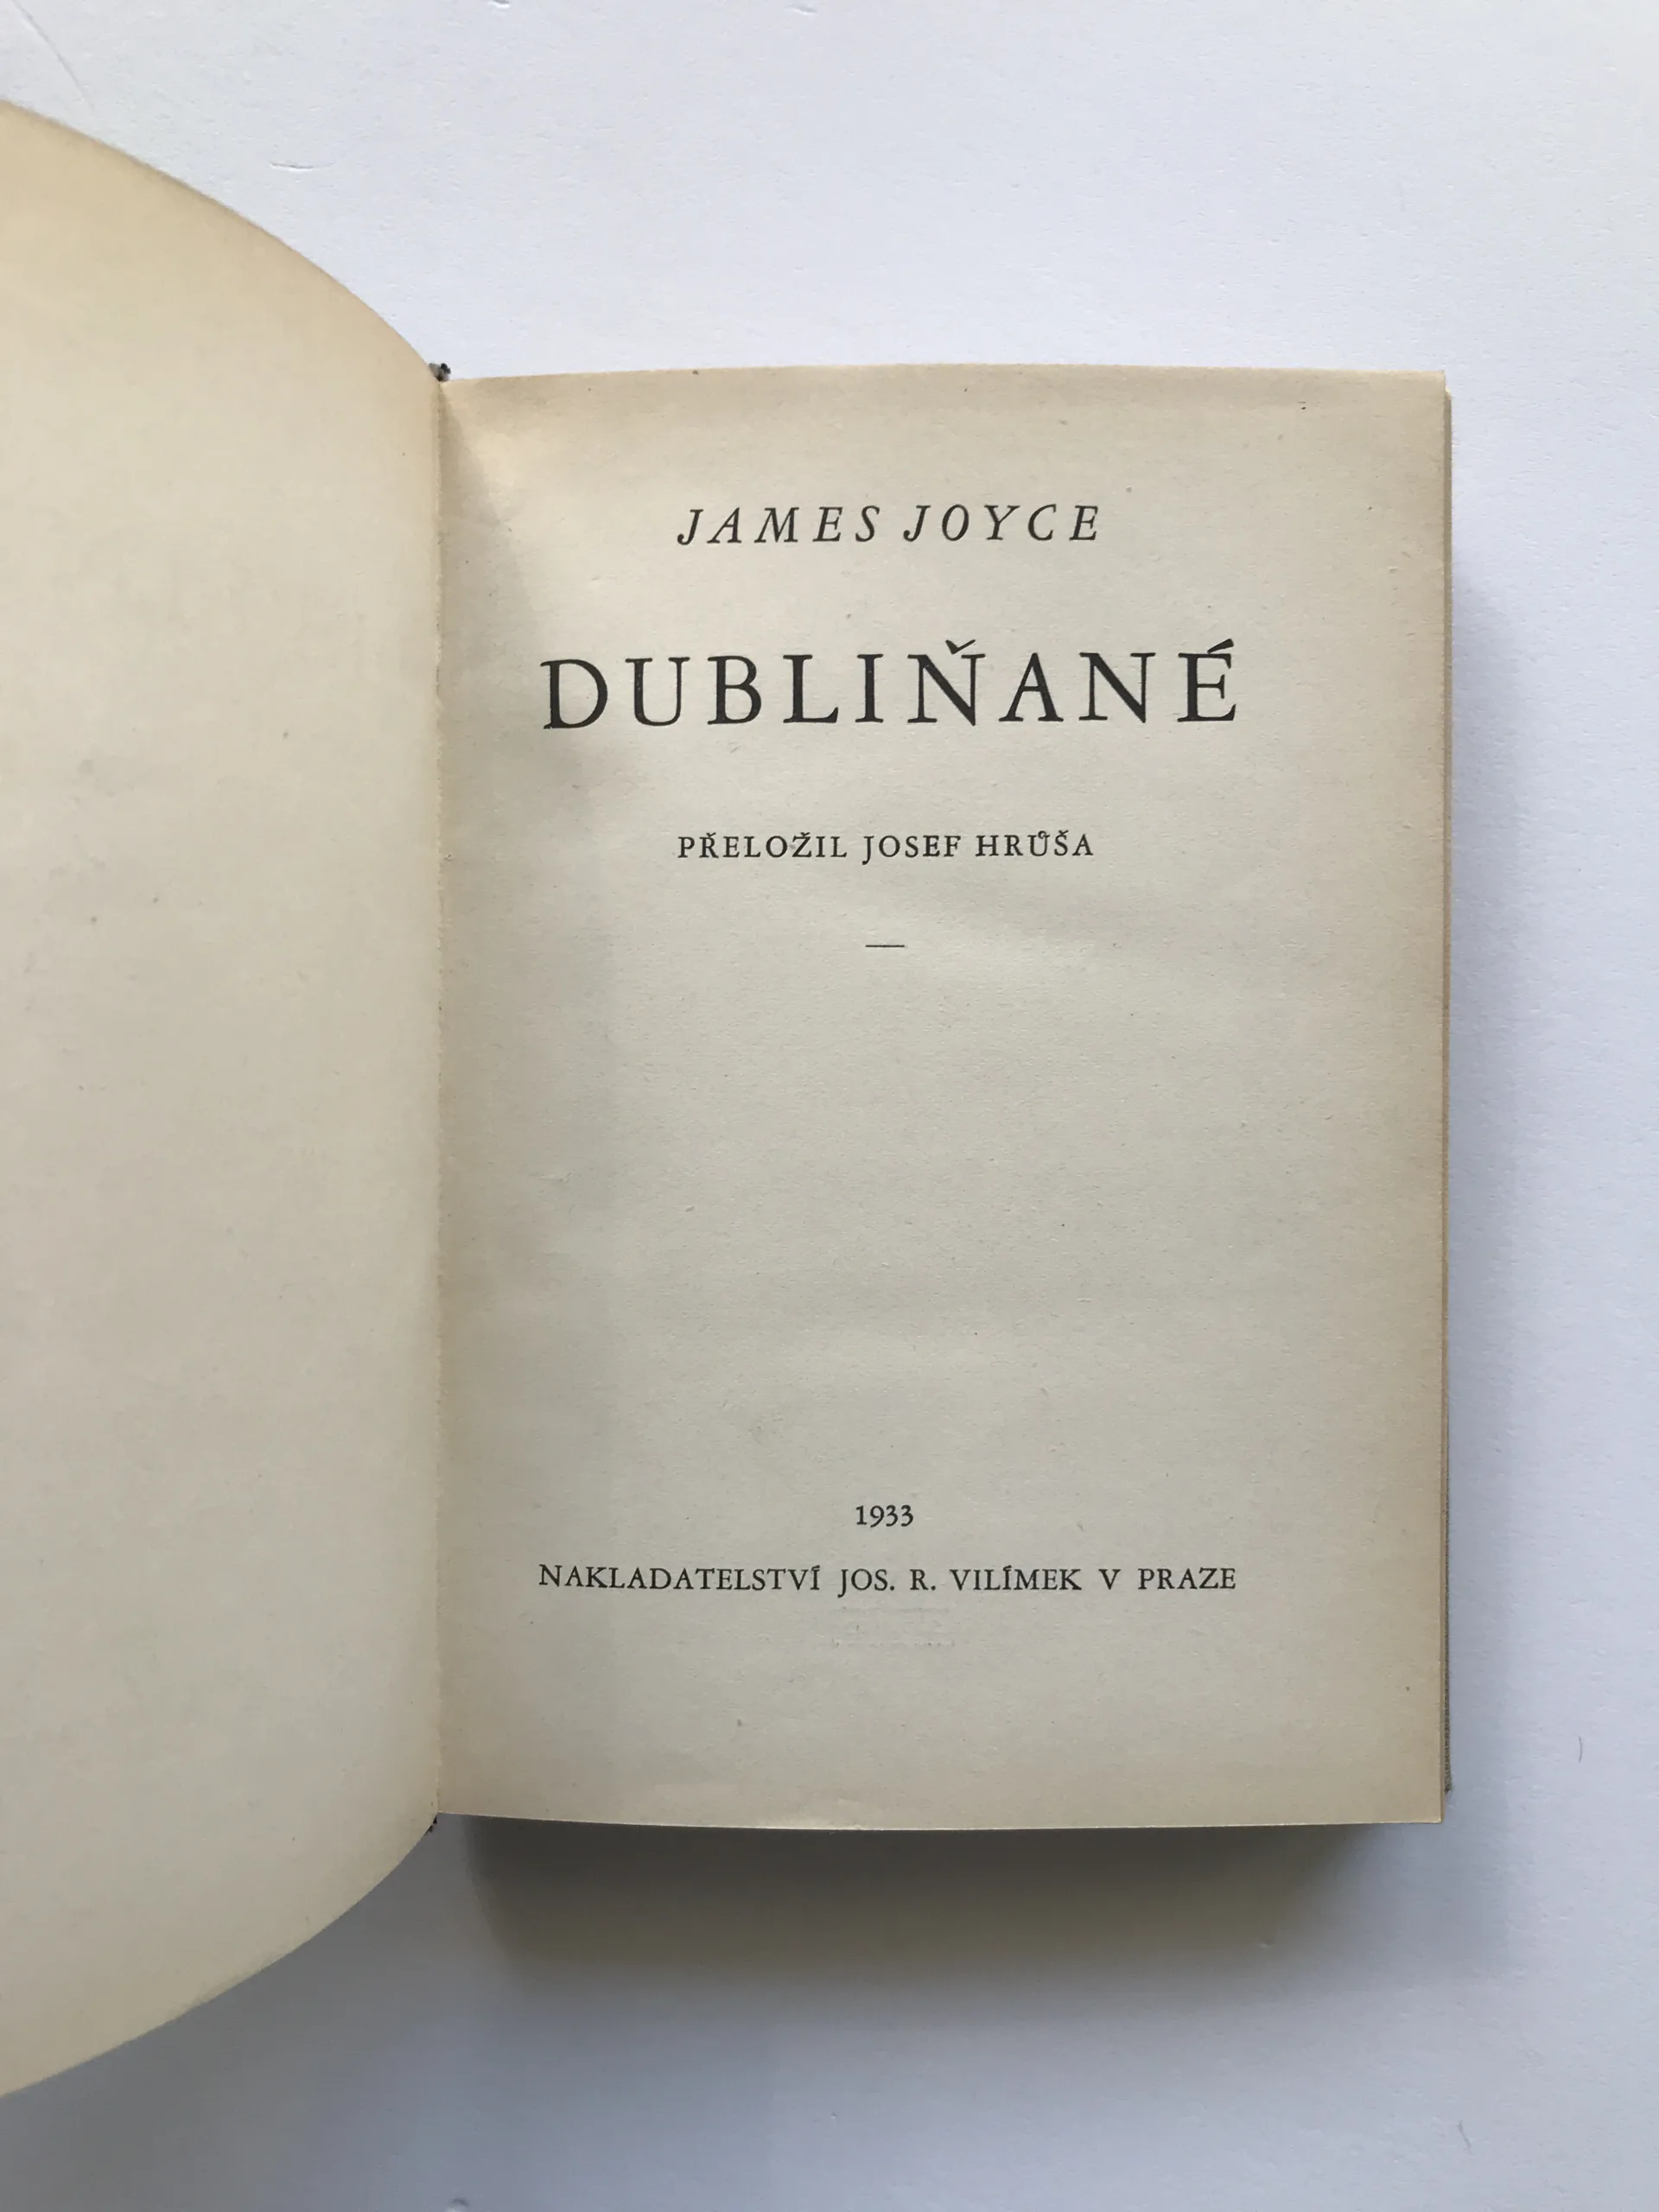 JAMES JOYCE
DUBLIŇANÉ
PŘELOŽIL JOSEF HRŮŠA
—
1933
NAKLADATELSTVÍ JOS. R. VILÍMEK V PRAZE